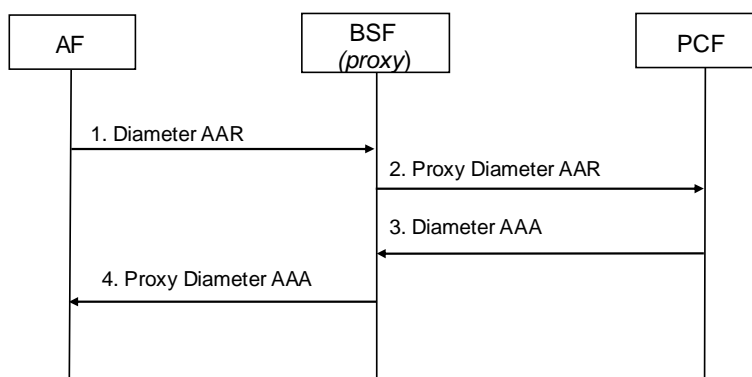 AF
BSF
(proxy)
PCF
1. Diameter AAR
2. Proxy Diameter AAR
3. Diameter AAA
4. Proxy Diameter AAA